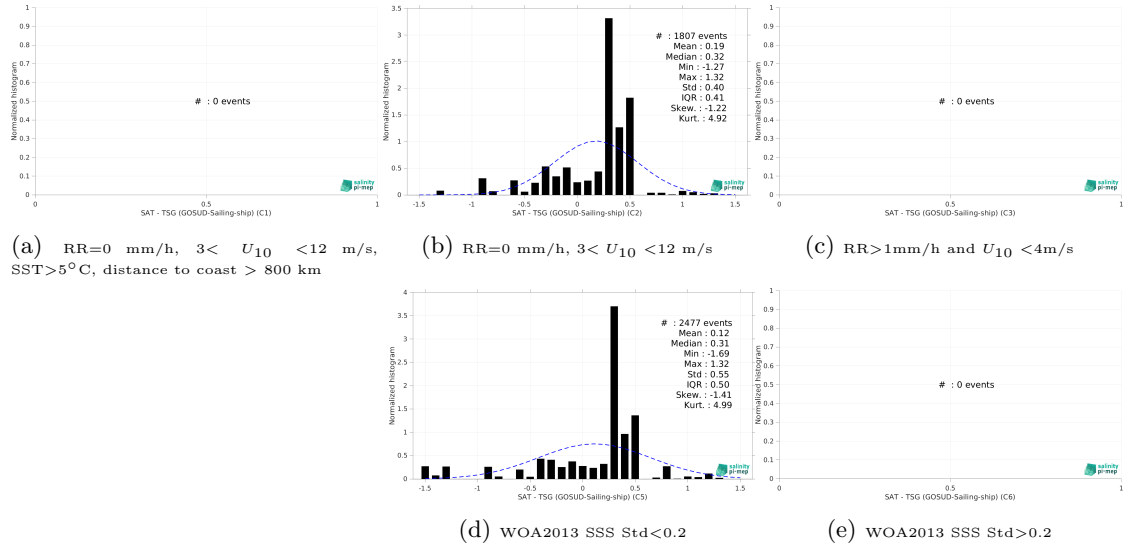 1
0.9
0.8
0.7
0.6
0.5
0.4
0.3
0.2
0.1
0
Normalized histogram
# : 0 events
salinity
pi-mep
0 0.5 1
SAT - TSG (GOSUD-Sailing-ship) (C1)
3.5
3
2.5
2
1.5
1
0.5
0
Normalized histogram
# : 1807 events
Mean : 0.19
Median : 0.32
Min : -1.27
Max : 1.32
Std : 0.40
IQR : 0.41
Skew. : -1.22
Kurt. : 4.92
salinity
pi-mep
-1.5 -1 -0.5 0 0.5 1 1.5
SAT - TSG (GOSUD-Sailing-ship) (C2)
1
0.9
0.8
0.7
0.6
0.5
0.4
0.3
0.2
0.1
0
Normalized histogram
# : 0 events
salinity
pi-mep
0 0.5 1
SAT - TSG (GOSUD-Sailing-ship) (C3)
(a) RR=0 mm/h, 3< U10 <12 m/s,
SST>5°C, distance to coast > 800 km
(b) RR=0 mm/h, 3< U10 <12 m/s
(c) RR>1mm/h and U10 <4m/s
4
3.5
3
2.5
2
1.5
1
0.5
0
Normalized histogram
# : 2477 events
Mean : 0.12
Median : 0.31
Min : -1.69
Max : 1.32
Std : 0.55
IQR : 0.50
Skew. : -1.41
Kurt. : 4.99
salinity
pi-mep
-1.5 -1 -0.5 0 0.5 1 1.5
SAT - TSG (GOSUD-Sailing-ship) (C5)
1
0.9
0.8
0.7
0.6
0.5
0.4
0.3
0.2
0.1
0
Normalized histogram
# : 0 events
salinity
pi-mep
0 0.5 1
SAT - TSG (GOSUD-Sailing-ship) (C6)
(d) WOA2013 SSS Std<0.2
(e) WOA2013 SSS Std>0.2